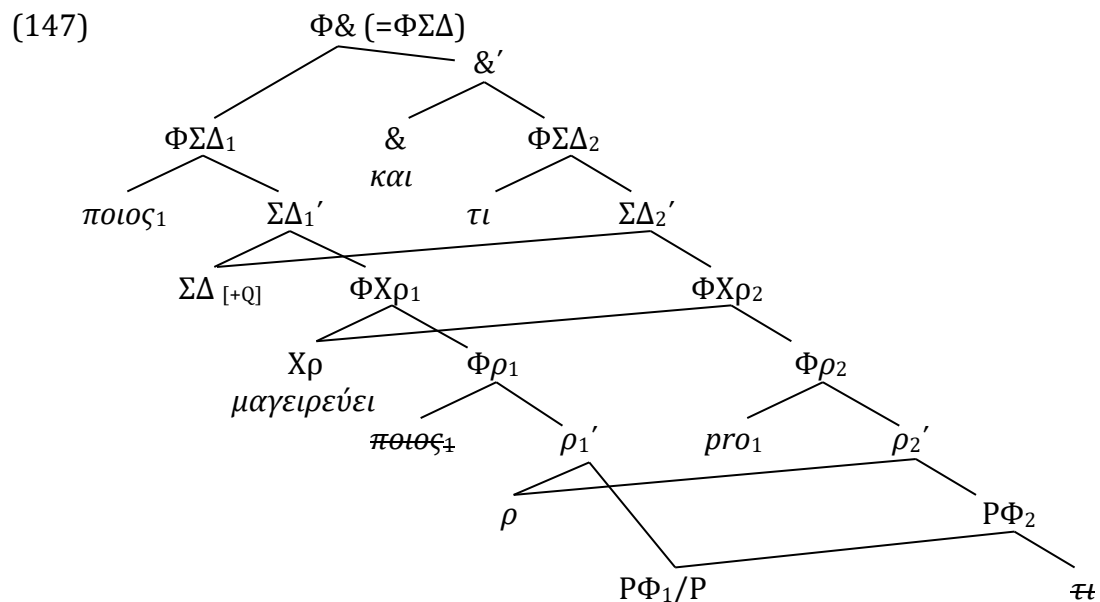 (147) Φ& (=ΦΣΔ)
&′
ΦΣΔ₁ & ΦΣΔ₂
και
ποιος₁ ΣΔ₁′ τι ΣΔ₂′
ΣΔ [+Q] ΦΧρ₁ ΦΧρ₂
Χρ Φρ₁ Φρ₂
μαγειρεύει
ποιος₁ ρ₁′ pro₁ ρ₂′
ρ ΡΦ₂
ΡΦ₁/Ρ τι